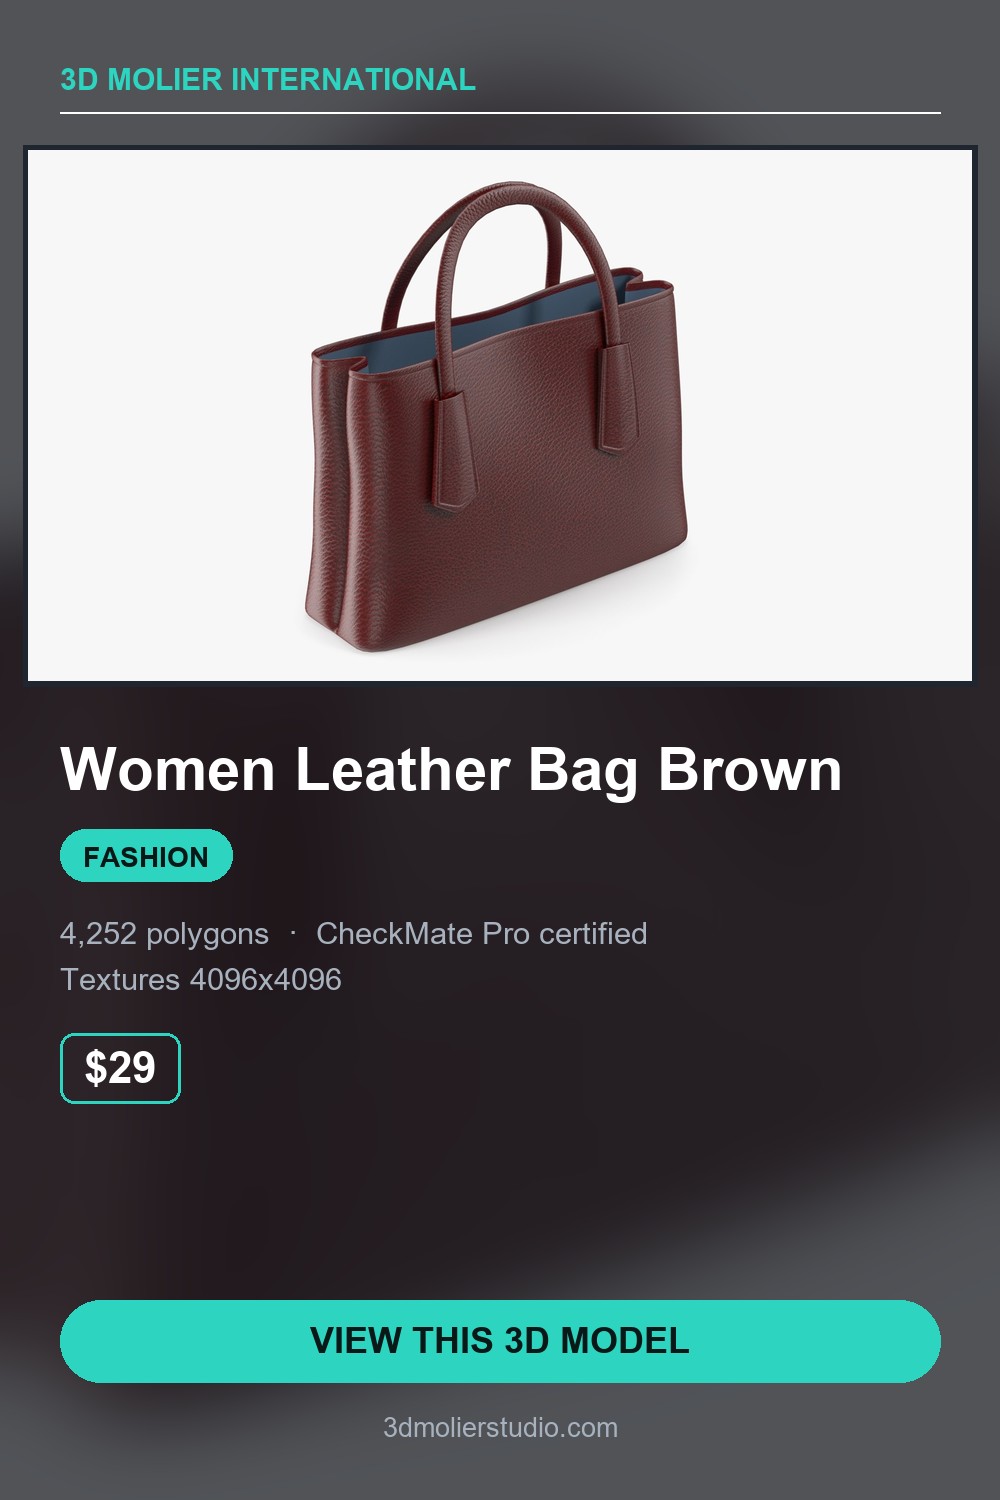 3D MOLIER INTERNATIONAL
Women Leather Bag Brown
FASHION
4,252 polygons · CheckMate Pro certified
Textures 4096x4096
$29
VIEW THIS 3D MODEL
3dmolierstudio.com